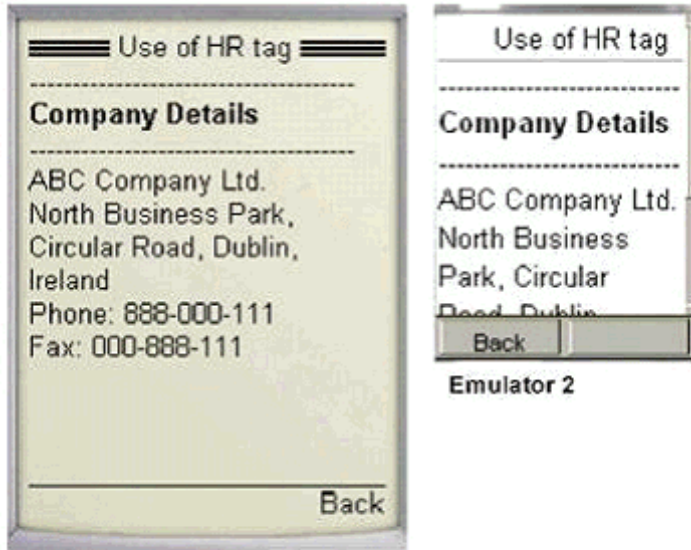 Use of HR tag
--------------------------------
Company Details
--------------------------------
ABC Company Ltd.
North Business Park,
Circular Road, Dublin,
Ireland
Phone: 888-000-111
Fax: 000-888-111
Back
Use of HR tag
------------------------
Company Details
------------------------
ABC Company Ltd.
North Business
Park, Circular
Road, Dublin,
Back
Emulator 2